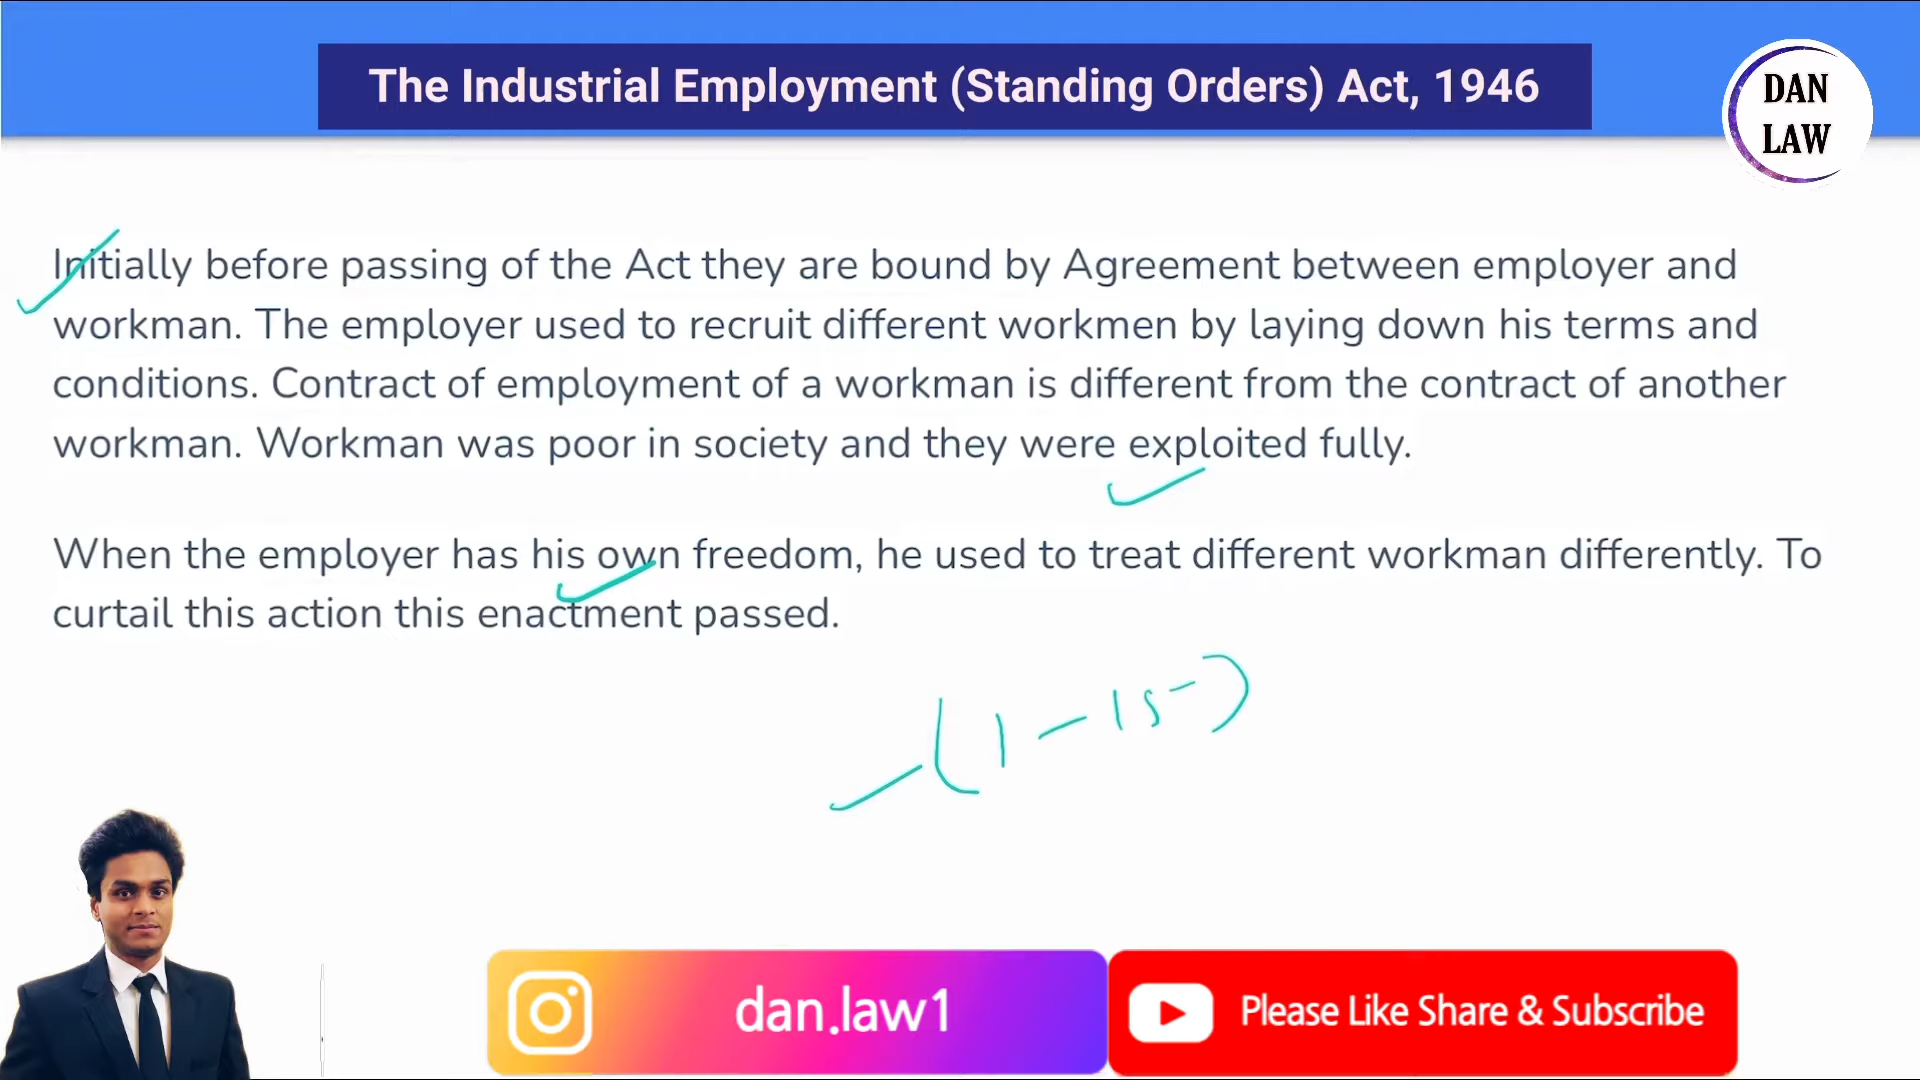 The Industrial Employment (Standing Orders) Act, 1946
DAN
LAW
Initially before passing of the Act they are bound by Agreement between employer and
workman. The employer used to recruit different workmen by laying down his terms and
conditions. Contract of employment of a workman is different from the contract of another
workman. Workman was poor in society and they were exploited fully.
When the employer has his own freedom, he used to treat different workman differently. To
curtail this action this enactment passed.
(1-15)
dan.law1
Please Like Share & Subscribe